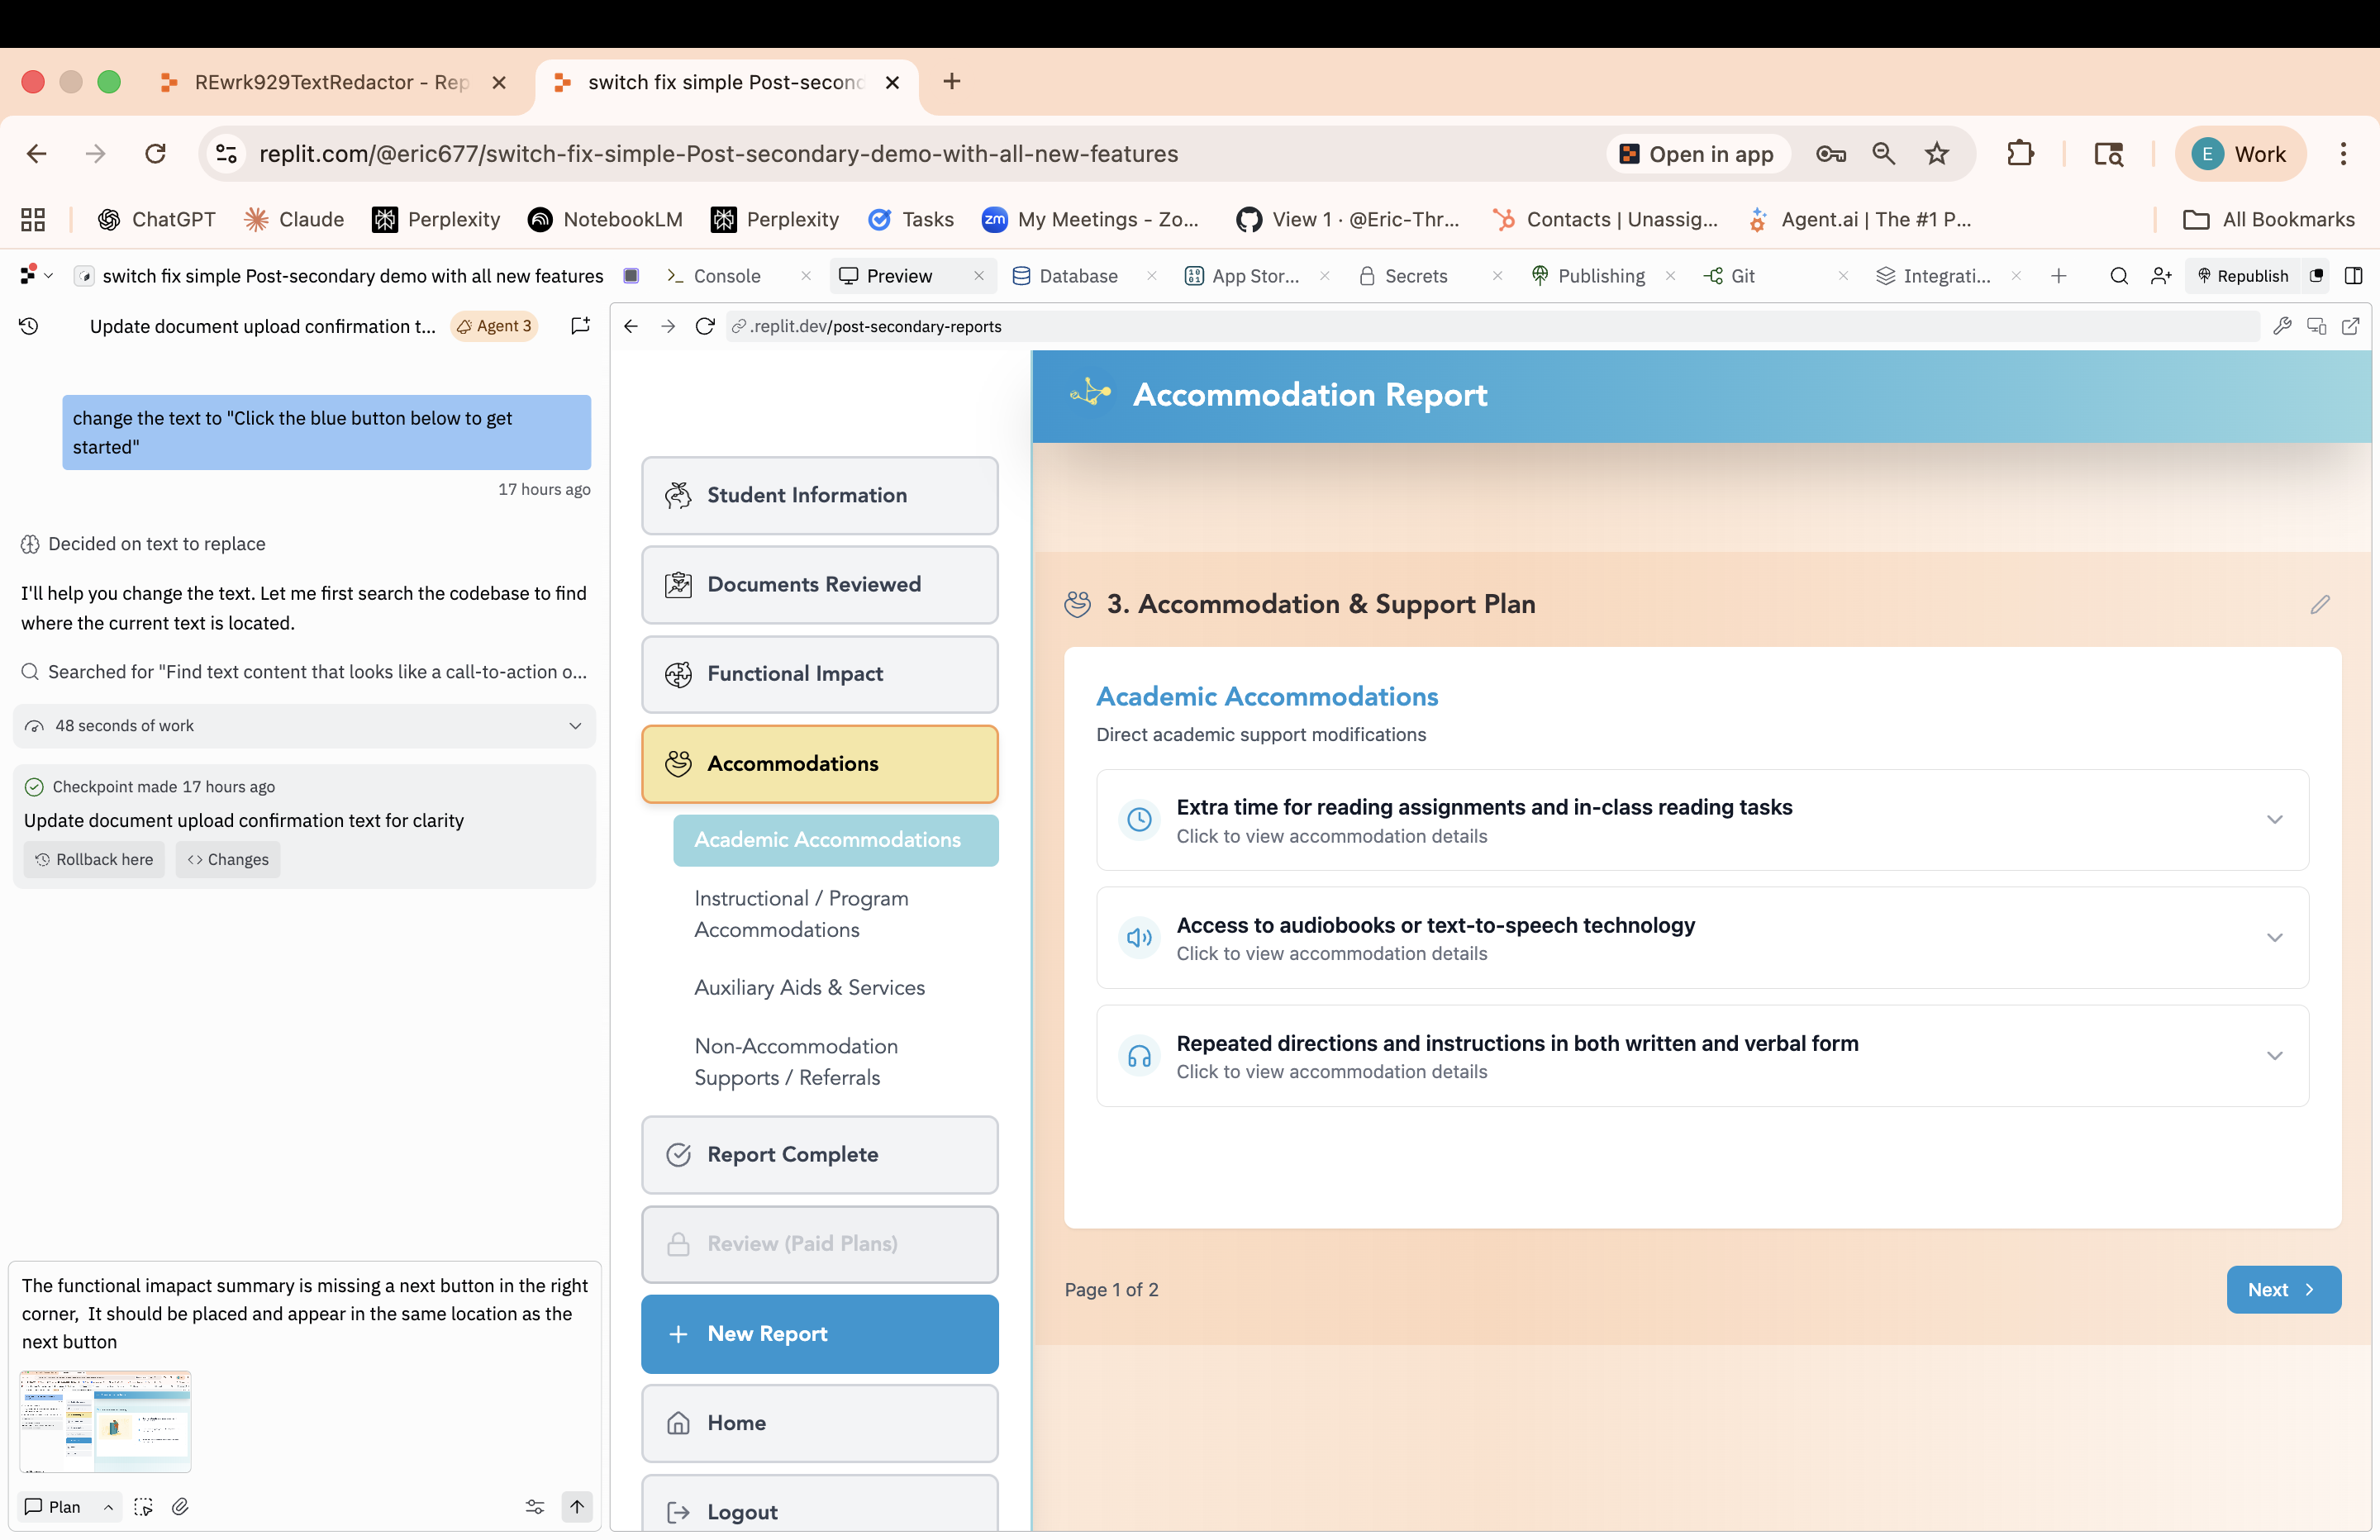 REwrk929TextRedactor - Rep
switch fix simple Post-second
replit.com/@eric677/switch-fix-simple-Post-secondary-demo-with-all-new-features
Open in app
E
Work
ChatGPT
Claude
Perplexity
NotebookLM
Perplexity
Tasks
zm
My Meetings - Zo...
View 1 · @Eric-Thr...
Contacts | Unassig...
Agent.ai | The #1 P...
All Bookmarks
switch fix simple Post-secondary demo with all new features
Console
Preview
Database
App Stor...
Secrets
Publishing
Git
Integrati...
Republish
Update document upload confirmation t...
Agent 3
.replit.dev/post-secondary-reports
change the text to "Click the blue button below to get
started"
17 hours ago
Decided on text to replace
I'll help you change the text. Let me first search the codebase to find
where the current text is located.
Searched for "Find text content that looks like a call-to-action o...
48 seconds of work
Checkpoint made 17 hours ago
Update document upload confirmation text for clarity
Rollback here
Changes
The functional imapact summary is missing a next button in the right
corner,  It should be placed and appear in the same location as the
next button
Plan
Student Information
Documents Reviewed
Functional Impact
Accommodations
Academic Accommodations
Instructional / Program
Accommodations
Auxiliary Aids & Services
Non-Accommodation
Supports / Referrals
Report Complete
Review (Paid Plans)
New Report
Home
Logout
Accommodation Report
3. Accommodation & Support Plan
Academic Accommodations
Direct academic support modifications
Extra time for reading assignments and in-class reading tasks
Click to view accommodation details
Access to audiobooks or text-to-speech technology
Click to view accommodation details
Repeated directions and instructions in both written and verbal form
Click to view accommodation details
Page 1 of 2
Next